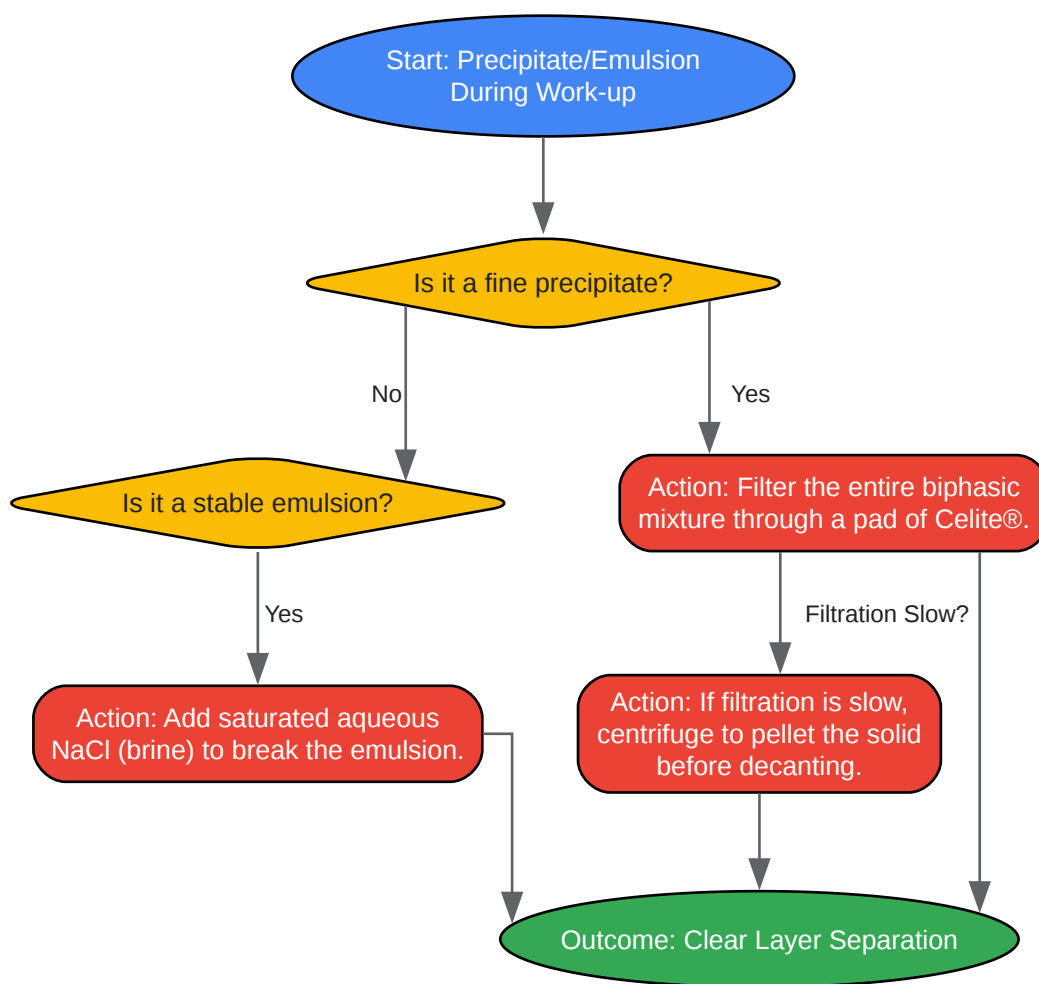 Start: Precipitate/Emulsion
During Work-up
Is it a fine precipitate?
No
Yes
Is it a stable emulsion?
Action: Filter the entire biphasic
mixture through a pad of Celite®.
Yes
Filtration Slow?
Action: Add saturated aqueous
NaCl (brine) to break the emulsion.
Action: If filtration is slow,
centrifuge to pellet the solid
before decanting.
Outcome: Clear Layer Separation